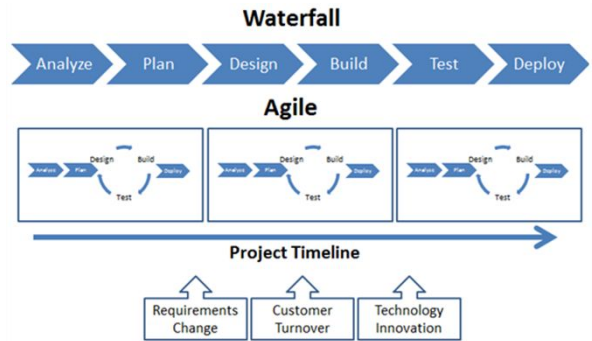 Waterfall
Analyze Plan Design Build Test Deploy
Agile
Design Build Design Build Design Build
Analyze Plan Deploy Analyze Plan Deploy Analyze Plan Deploy
Test Test Test
Project Timeline
Requirements Customer Technology
Change Turnover Innovation